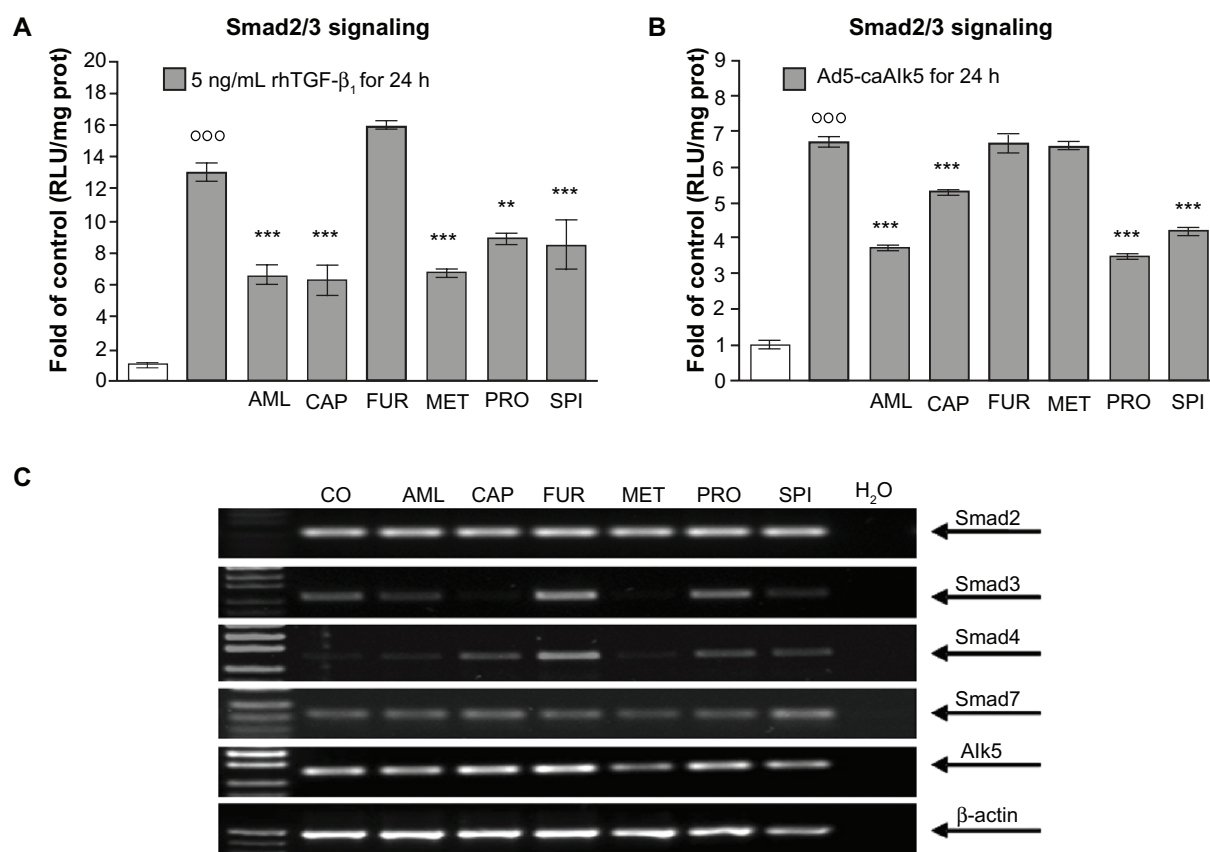 A
Smad2/3 signaling
Fold of control (RLU/mg prot)
20
18
16
14
12
10
8
6
4
2
0
5 ng/mL rhTGF-β₁ for 24 h
ooo
***
***
***
**
***
AML CAP FUR MET PRO SPI
B
Smad2/3 signaling
Fold of control (RLU/mg prot)
9
8
7
6
5
4
3
2
1
0
Ad5-caAlk5 for 24 h
ooo
***
***
***
***
AML CAP FUR MET PRO SPI
C
CO AML CAP FUR MET PRO SPI H₂O
Smad2
Smad3
Smad4
Smad7
Alk5
β-actin